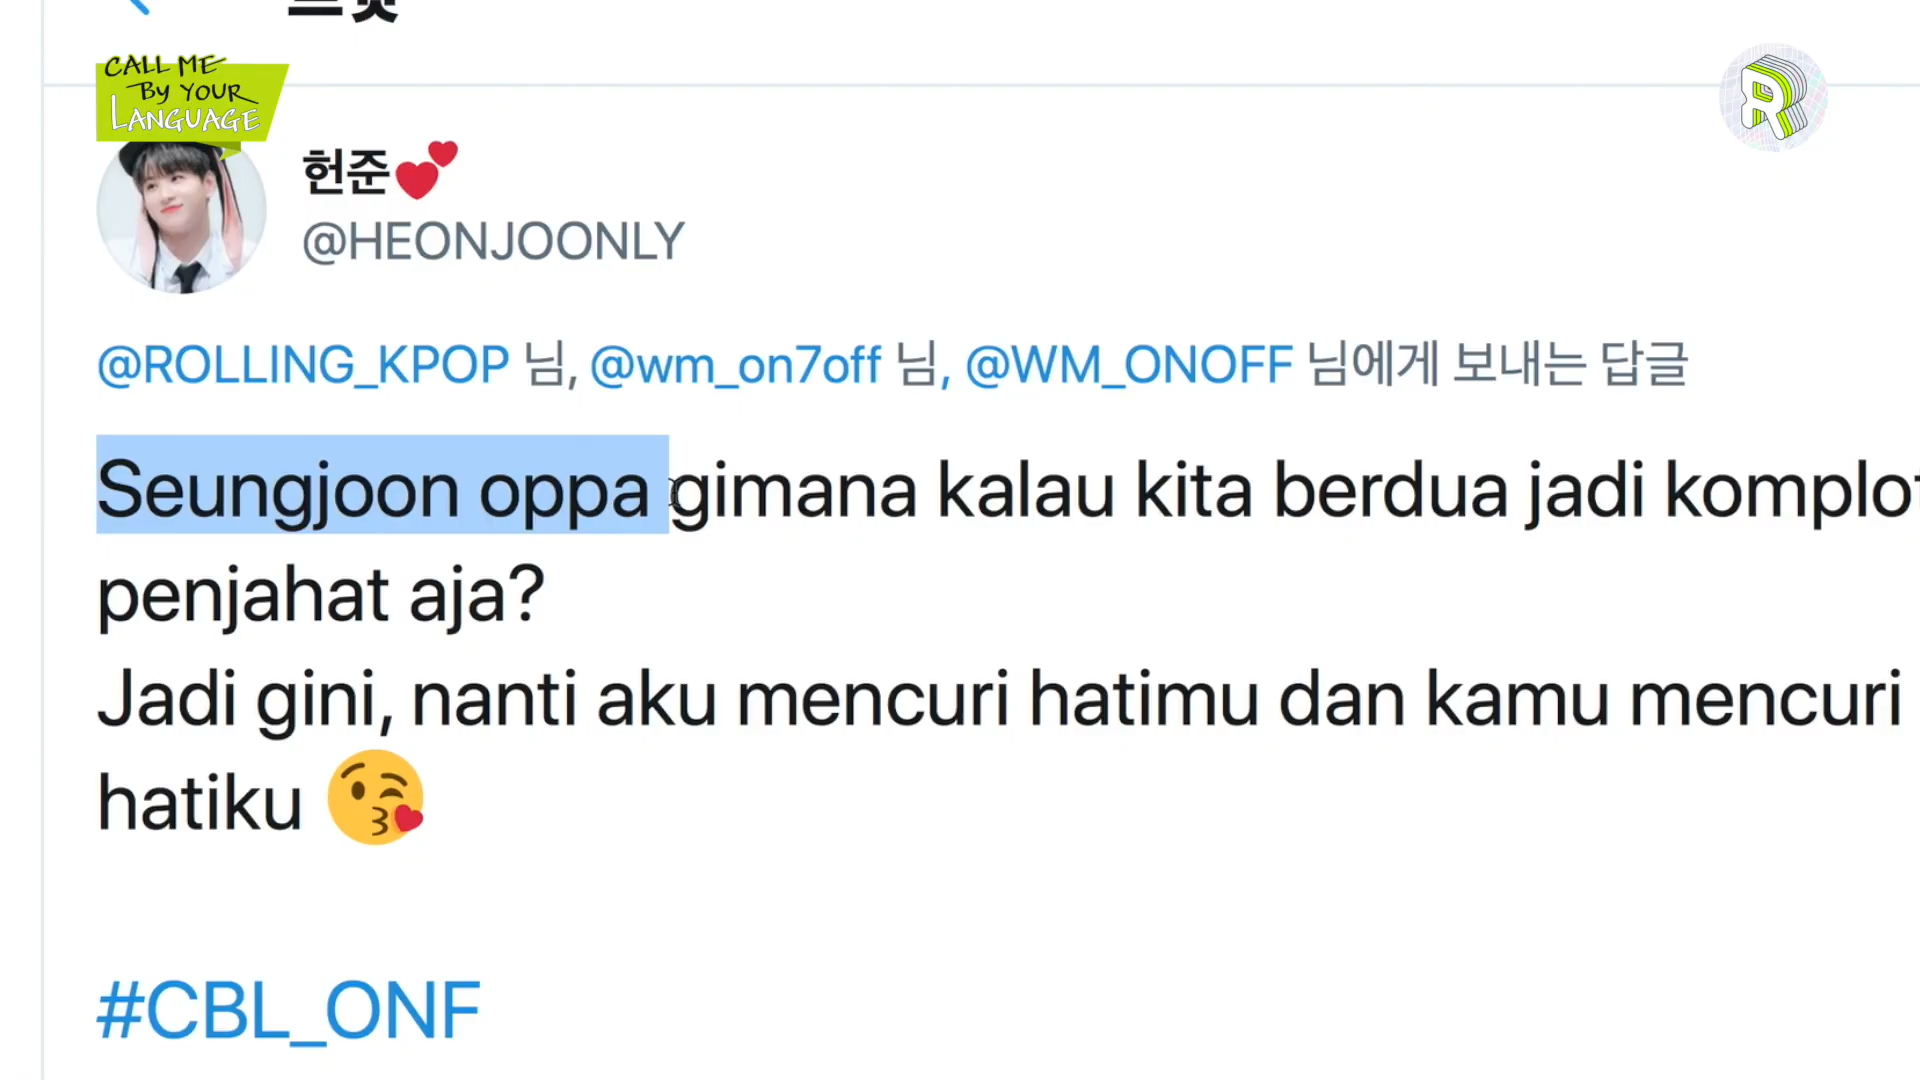 CALL ME
By YOUR
LANGUAGE
R
헌준💕
@HEONJOONLY
@ROLLING_KPOP 님, @wm_on7off 님, @WM_ONOFF 님에게 보내는 답글
Seungjoon oppa gimana kalau kita berdua jadi
penjahat aja?
Jadi gini, nanti aku mencuri hatimu dan kamu mencuri
hatiku 😘
#CBL_ONF